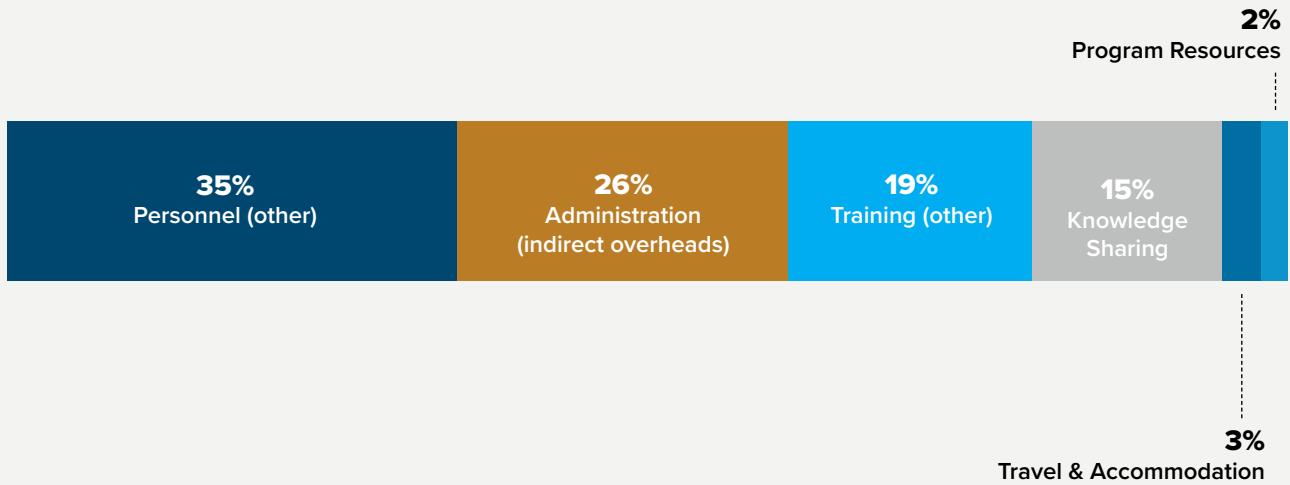 2%
Program Resources
35%
Personnel (other)
26%
Administration
(indirect overheads)
19%
Training (other)
15%
Knowledge
Sharing
3%
Travel & Accommodation